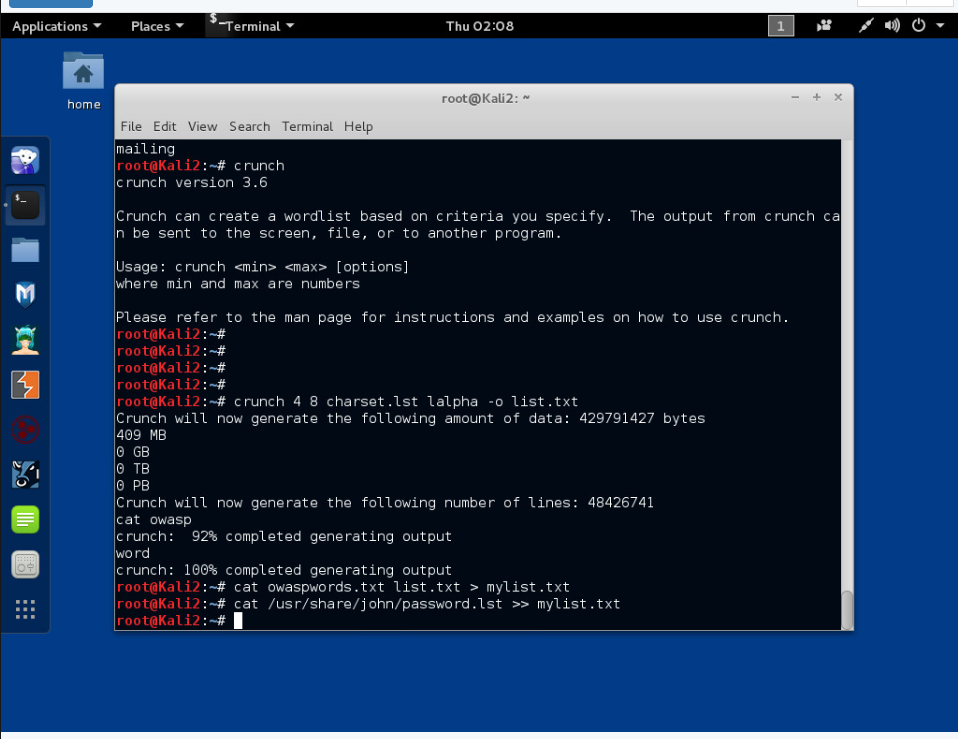 Applications Places Terminal Thu 02:08 1
home
root@Kali2: ~
File Edit View Search Terminal Help
mailing
root@Kali2:~# crunch
crunch version 3.6
Crunch can create a wordlist based on criteria you specify.  The output from crunch ca
n be sent to the screen, file, or to another program.
Usage: crunch <min> <max> [options]
where min and max are numbers
Please refer to the man page for instructions and examples on how to use crunch.
root@Kali2:~#
root@Kali2:~#
root@Kali2:~#
root@Kali2:~#
root@Kali2:~# crunch 4 8 charset.lst lalpha -o list.txt
Crunch will now generate the following amount of data: 429791427 bytes
409 MB
0 GB
0 TB
0 PB
Crunch will now generate the following number of lines: 48426741
cat owasp
crunch:  92% completed generating output
word
crunch: 100% completed generating output
root@Kali2:~# cat owaspwords.txt list.txt > mylist.txt
root@Kali2:~# cat /usr/share/john/password.lst >> mylist.txt
root@Kali2:~#